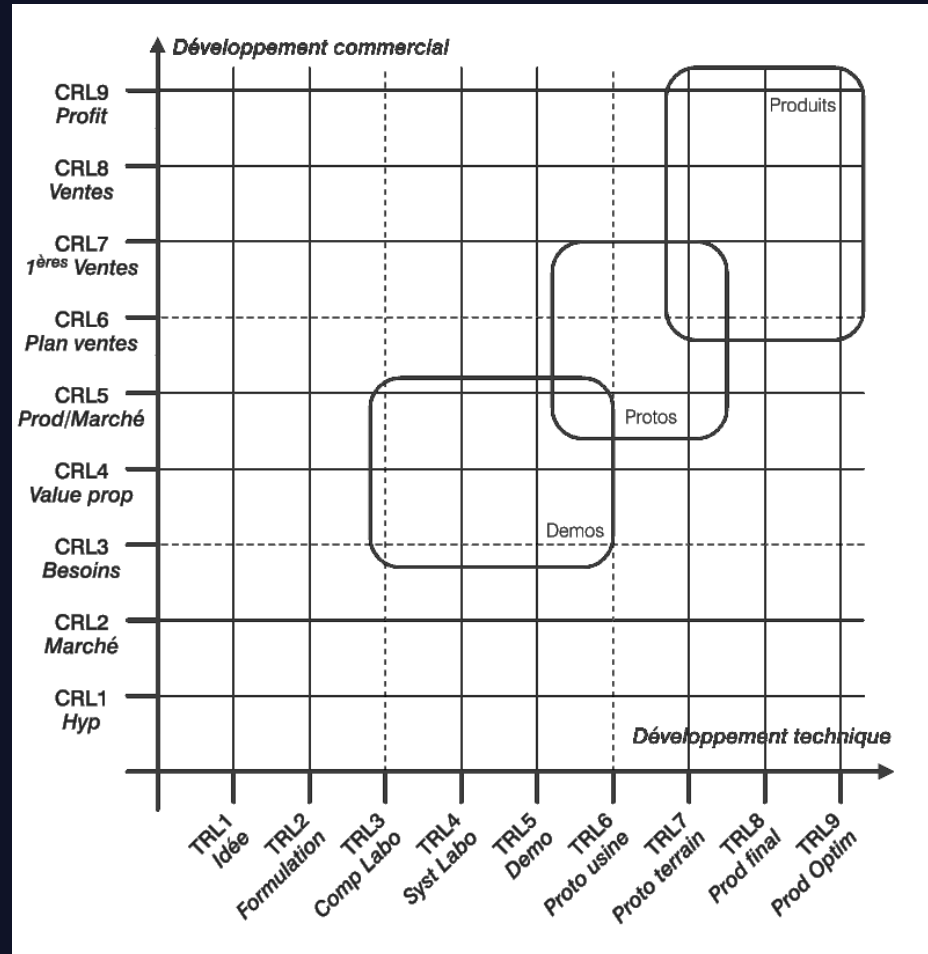 Développement commercial
CRL9
Profit
Produits
CRL8
Ventes
CRL7
1ères Ventes
CRL6
Plan ventes
CRL5
Prod/Marché
Protos
CRL4
Value prop
Demos
CRL3
Besoins
CRL2
Marché
CRL1
Hyp
Développement technique
TRL1
Idée
TRL2
Formulation
TRL3
Comp Labo
TRL4
Syst Labo
TRL5
Demo
TRL6
Proto usine
TRL7
Proto terrain
TRL8
Prod final
TRL9
Prod Optim